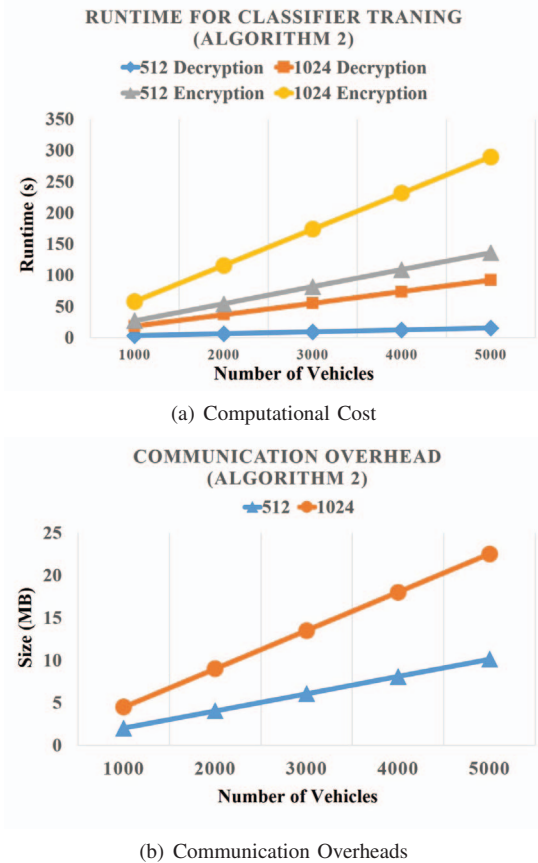 RUNTIME FOR CLASSIFIER TRANING
(ALGORITHM 2)
512 Decryption 1024 Decryption
512 Encryption 1024 Encryption
350
300
250
200
150
100
50
0
Runtime (s)
1000 2000 3000 4000 5000
Number of Vehicles
(a) Computational Cost
COMMUNICATION OVERHEAD
(ALGORITHM 2)
512 1024
25
20
15
10
5
0
Size (MB)
1000 2000 3000 4000 5000
Number of Vehicles
(b) Communication Overheads